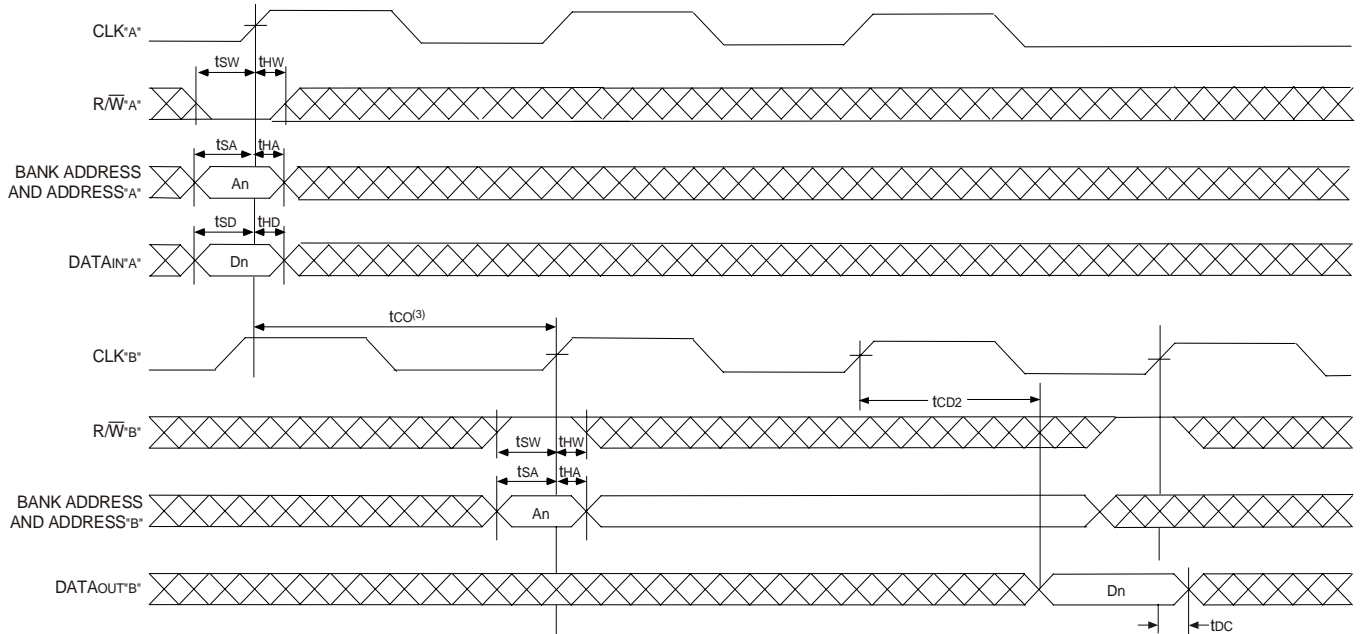 CLK"A"
tSW tHW
R/W̅"A"
tSA tHA
BANK ADDRESS
AND ADDRESS"A"
An
tSD tHD
DATAIN"A"
Dn
tCO(3)
CLK"B"
tCD2
R/W̅"B"
tSW tHW
tSA tHA
BANK ADDRESS
AND ADDRESS"B"
An
DATAOUT"B"
Dn
tDC